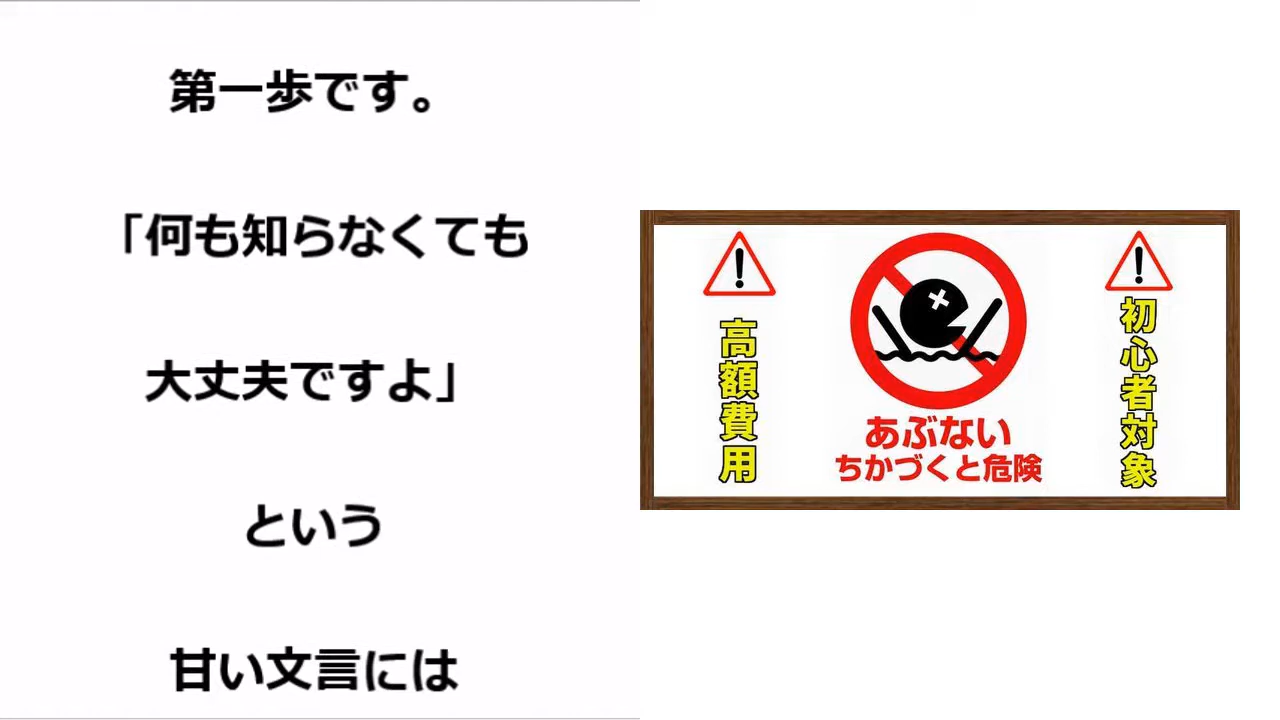 第一歩です。
「何も知らなくても
大丈夫ですよ」
という
甘い文言には
高額費用
あぶない
ちかづくと危険
初心者対象